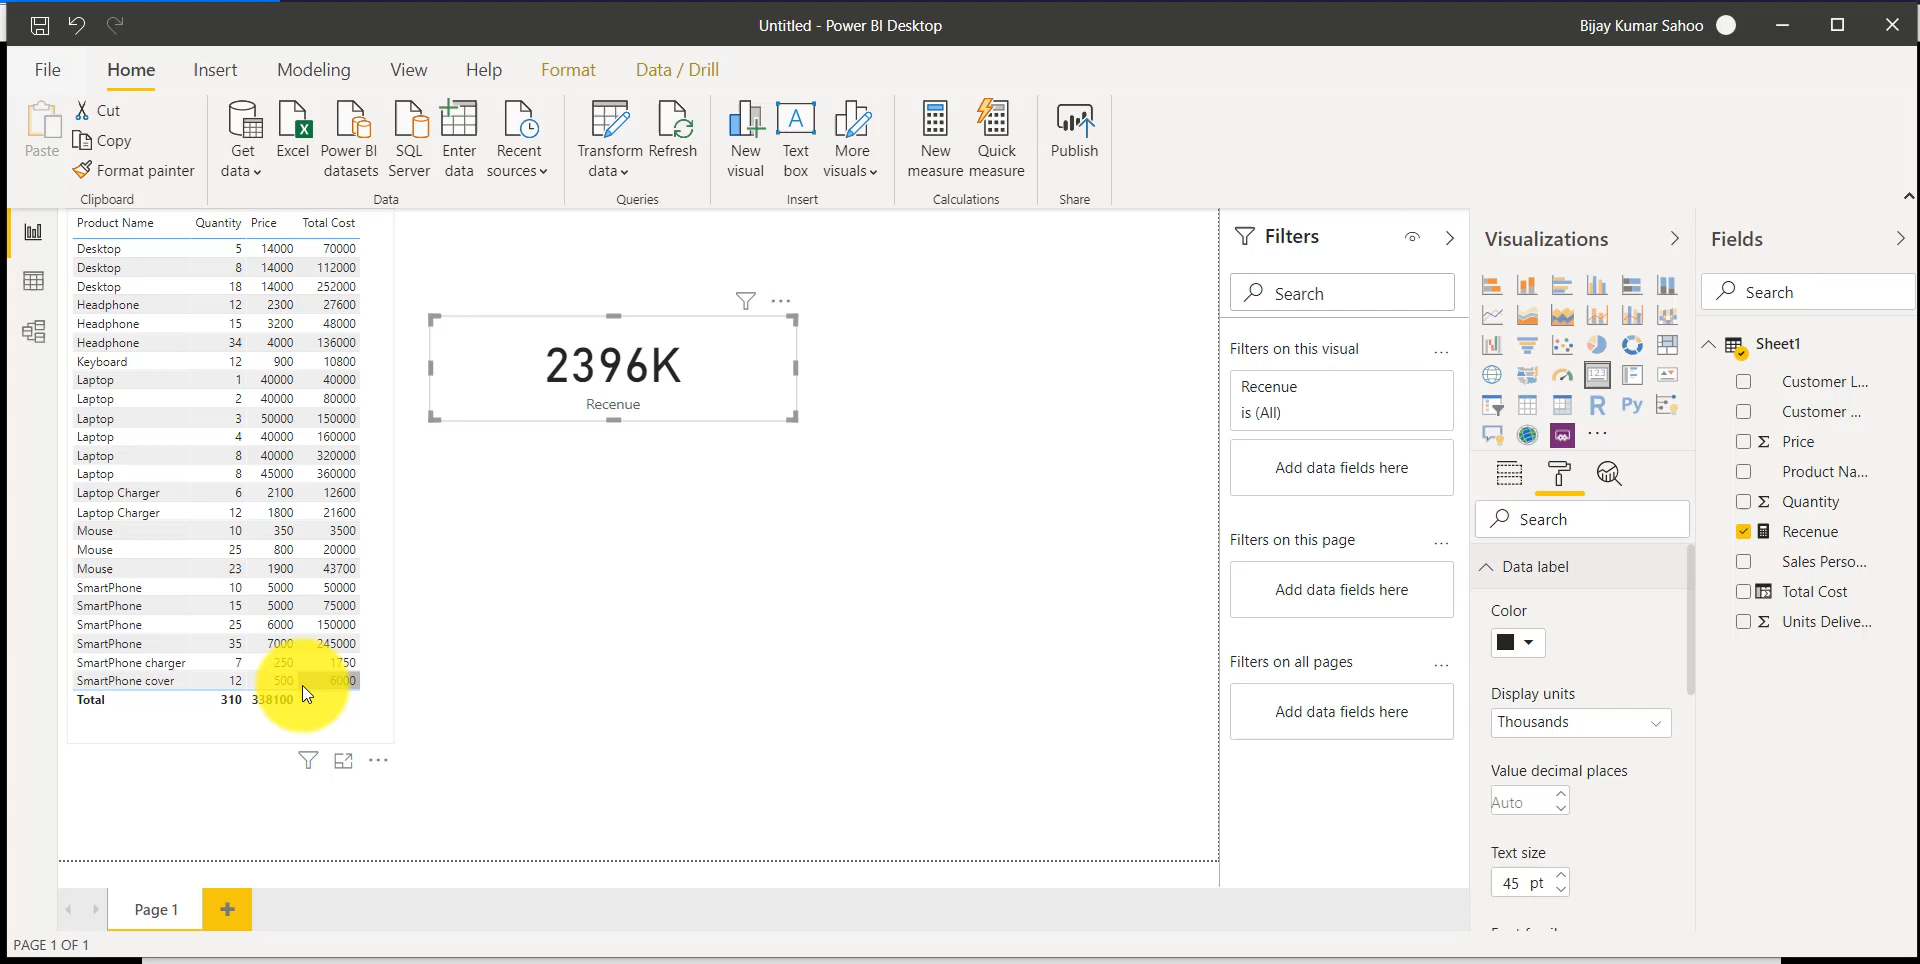 Untitled - Power BI Desktop
Bijay Kumar Sahoo
File Home Insert Modeling View Help Format Data / Drill
Paste
Cut
Copy
Format painter
Clipboard
Get data
Excel
Power BI datasets
SQL Server
Enter data
Recent sources
Data
Transform data
Refresh
Queries
New visual
Text box
More visuals
Insert
New measure
Quick measure
Calculations
Publish
Share
Product Name Quantity Price Total Cost
Desktop 5 14000 70000
Desktop 8 14000 112000
Desktop 18 14000 252000
Headphone 12 2300 27600
Headphone 15 3200 48000
Headphone 34 4000 136000
Keyboard 12 900 10800
Laptop 1 40000 40000
Laptop 2 40000 80000
Laptop 3 50000 150000
Laptop 4 40000 160000
Laptop 8 40000 320000
Laptop 8 45000 360000
Laptop Charger 6 2100 12600
Laptop Charger 12 1800 21600
Mouse 10 350 3500
Mouse 25 800 20000
Mouse 23 1900 43700
SmartPhone 10 5000 50000
SmartPhone 15 5000 75000
SmartPhone 25 6000 150000
SmartPhone 35 7000 245000
SmartPhone charger 7 250 1750
SmartPhone cover 12 500 6000
Total 310 338100
2396K
Revenue
Filters
Search
Filters on this visual ...
Revenue
is (All)
Add data fields here
Filters on this page ...
Add data fields here
Filters on all pages ...
Add data fields here
Visualizations
123
R Py
Search
Data label
Color
Display units
Thousands
Value decimal places
Auto
Text size
45 pt
Fields
Search
Sheet1
Customer L...
Customer ...
Σ Price
Product Na...
Σ Quantity
Revenue
Sales Perso...
Total Cost
Σ Units Delive...
Page 1
PAGE 1 OF 1